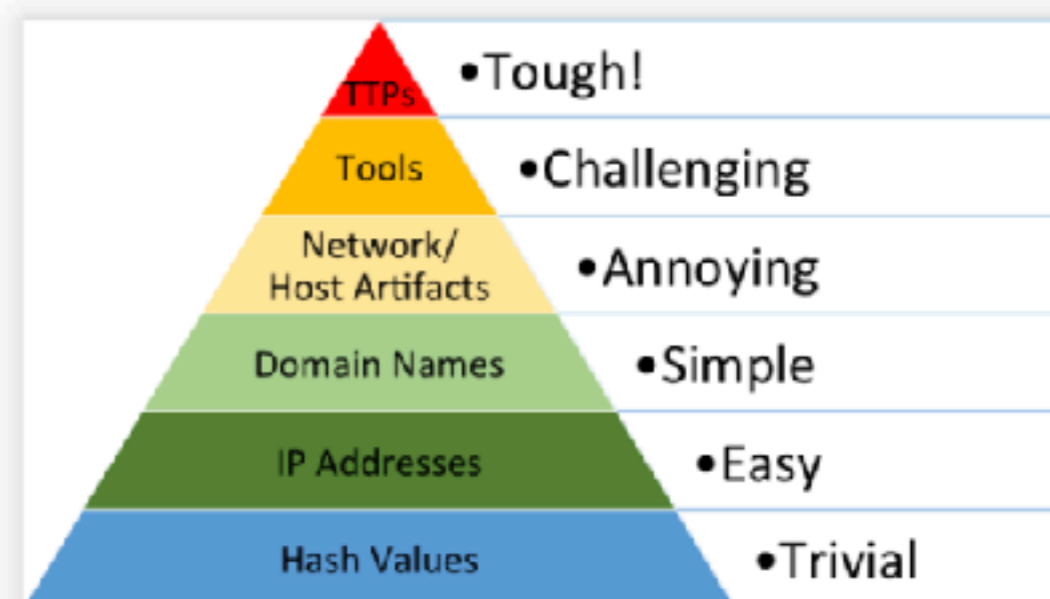 TTPs
•Tough!
Tools
•Challenging
Network/
Host Artifacts
•Annoying
Domain Names
•Simple
IP Addresses
•Easy
Hash Values
•Trivial